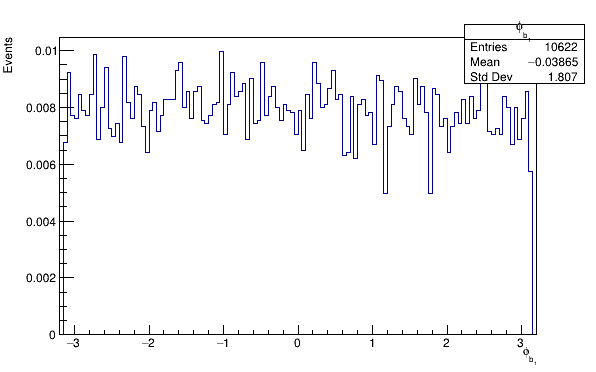 ϕ_b₁
Entries 10622
Mean −0.03865
Std Dev 1.807
Events
0.01
0.008
0.006
0.004
0.002
0
−3 −2 −1 0 1 2 3
ϕ_b₁